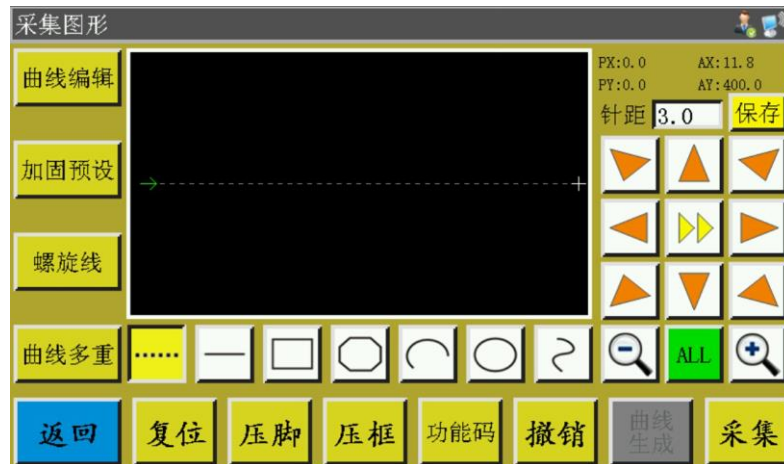 采集图形
曲线编辑
加固预设
螺旋线
曲线多重
PX:0.0 AX:11.8
PY:0.0 AY:400.0
针距 3.0 保存
ALL
返回 复位 压脚 压框 功能码 撤销 曲线生成 采集